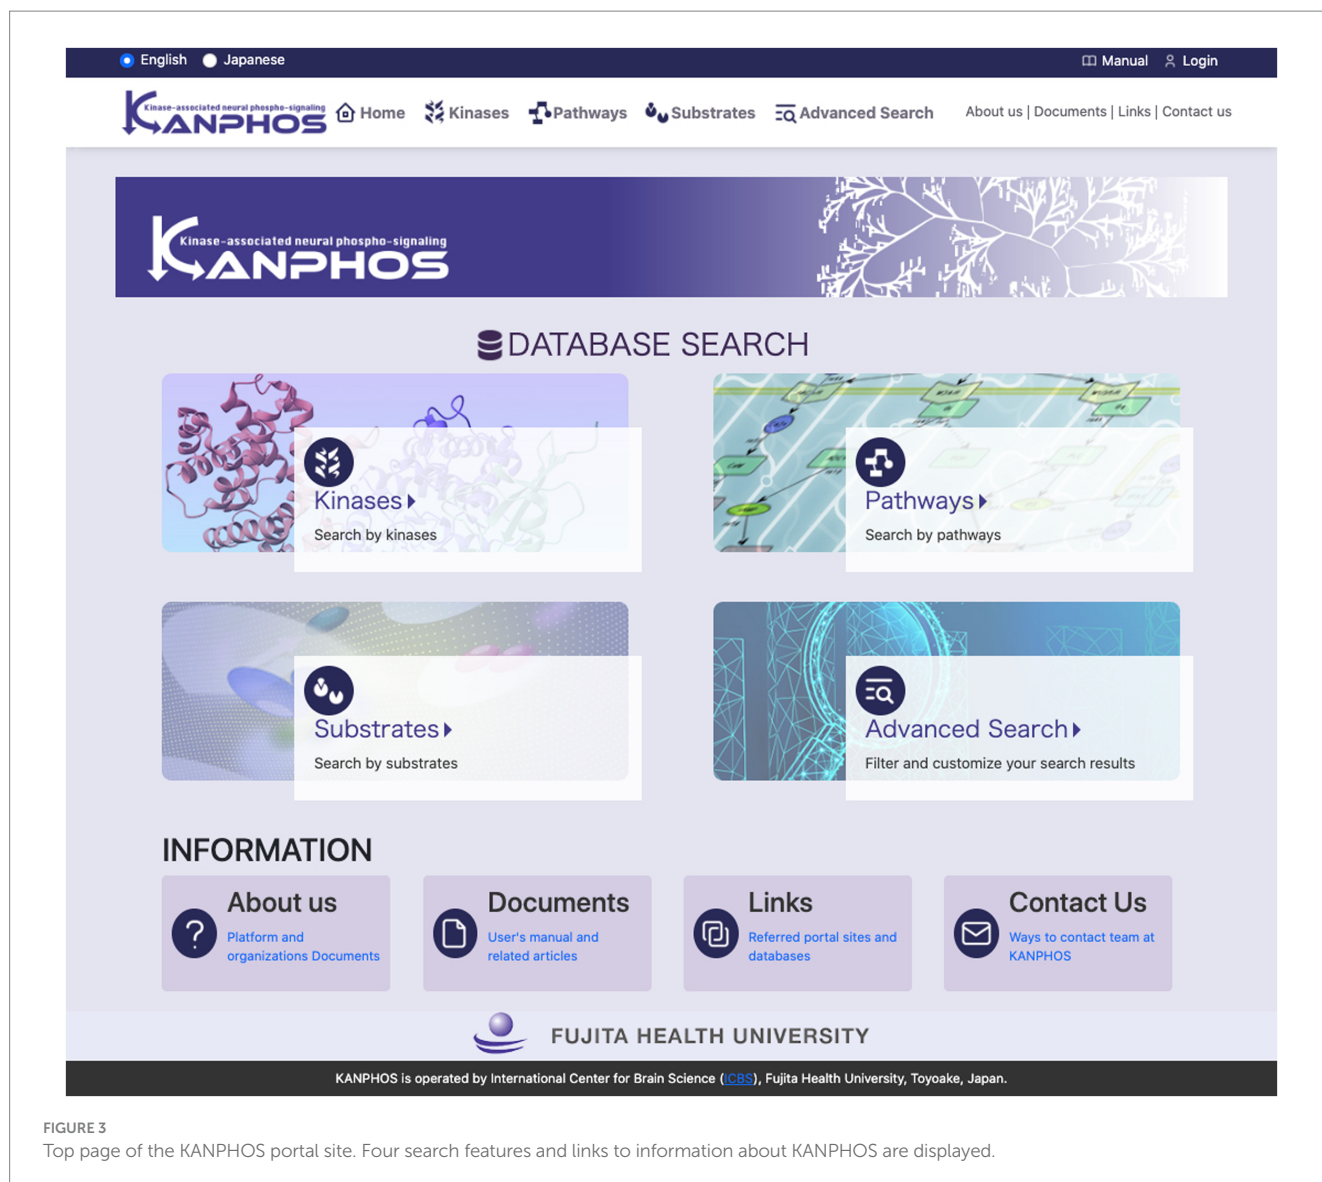 English Japanese Manual Login
Kinase-associated neural phospho-signaling
KANPHOS
Home Kinases Pathways Substrates Advanced Search About us | Documents | Links | Contact us
Kinase-associated neural phospho-signaling
KANPHOS
DATABASE SEARCH
Kinases
Search by kinases
Pathways
Search by pathways
Substrates
Search by substrates
Advanced Search
Filter and customize your search results
INFORMATION
About us
Platform and
organizations Documents
Documents
User's manual and
related articles
Links
Referred portal sites and
databases
Contact Us
Ways to contact team at
KANPHOS
FUJITA HEALTH UNIVERSITY
KANPHOS is operated by International Center for Brain Science (ICBS), Fujita Health University, Toyoake, Japan.
FIGURE 3
Top page of the KANPHOS portal site. Four search features and links to information about KANPHOS are displayed.